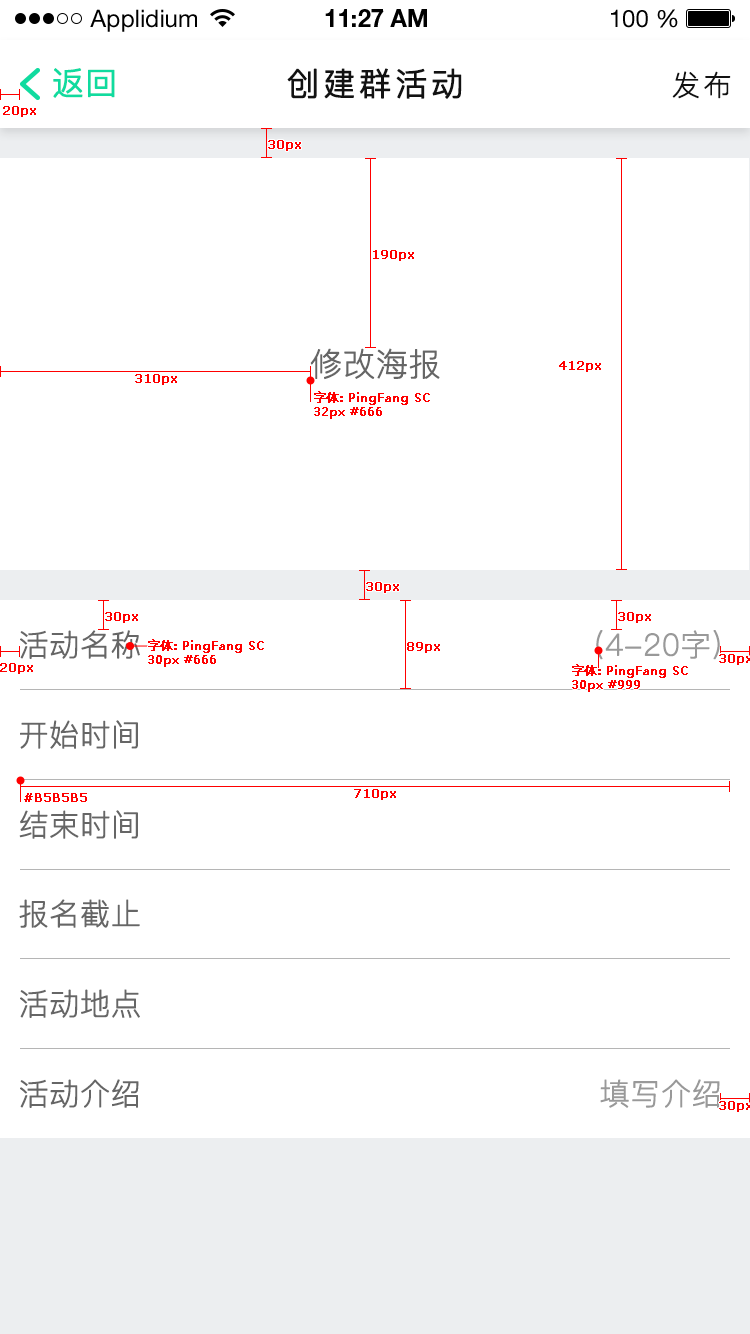 Applidium 11:27 AM 100 %
返回 创建群活动 发布
20px
30px
190px
412px
修改海报
310px
字体: PingFang SC
32px #666
30px
30px
30px
活动名称
字体: PingFang SC
30px #666
89px
(4-20字)
20px
30px
字体: PingFang SC
30px #999
开始时间
#B5B5B5
710px
结束时间
报名截止
活动地点
活动介绍
填写介绍
30px